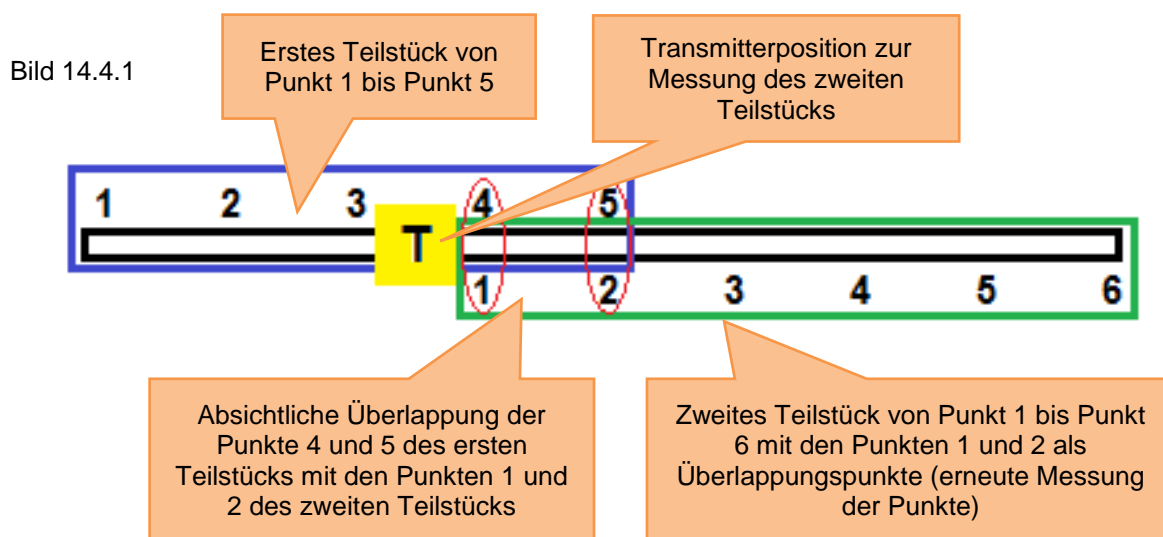 Bild 14.4.1
Erstes Teilstück von
Punkt 1 bis Punkt 5
Transmitterposition zur
Messung des zweiten
Teilstücks
1 2 3 4 5
T
1 2 3 4 5 6
Absichtliche Überlappung der
Punkte 4 und 5 des ersten
Teilstücks mit den Punkten 1 und
2 des zweiten Teilstücks
Zweites Teilstück von Punkt 1 bis Punkt
6 mit den Punkten 1 und 2 als
Überlappungspunkte (erneute Messung
der Punkte)